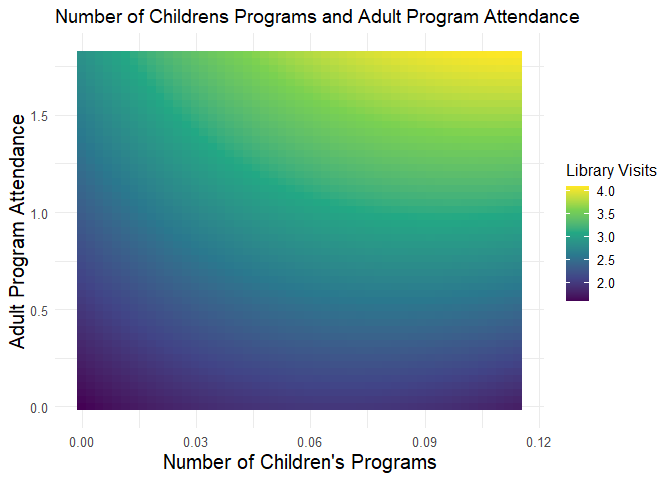 Number of Childrens Programs and Adult Program Attendance
Adult Program Attendance
1.5
1.0
0.5
0.0
0.00 0.03 0.06 0.09 0.12
Number of Children's Programs
Library Visits
4.0
3.5
3.0
2.5
2.0